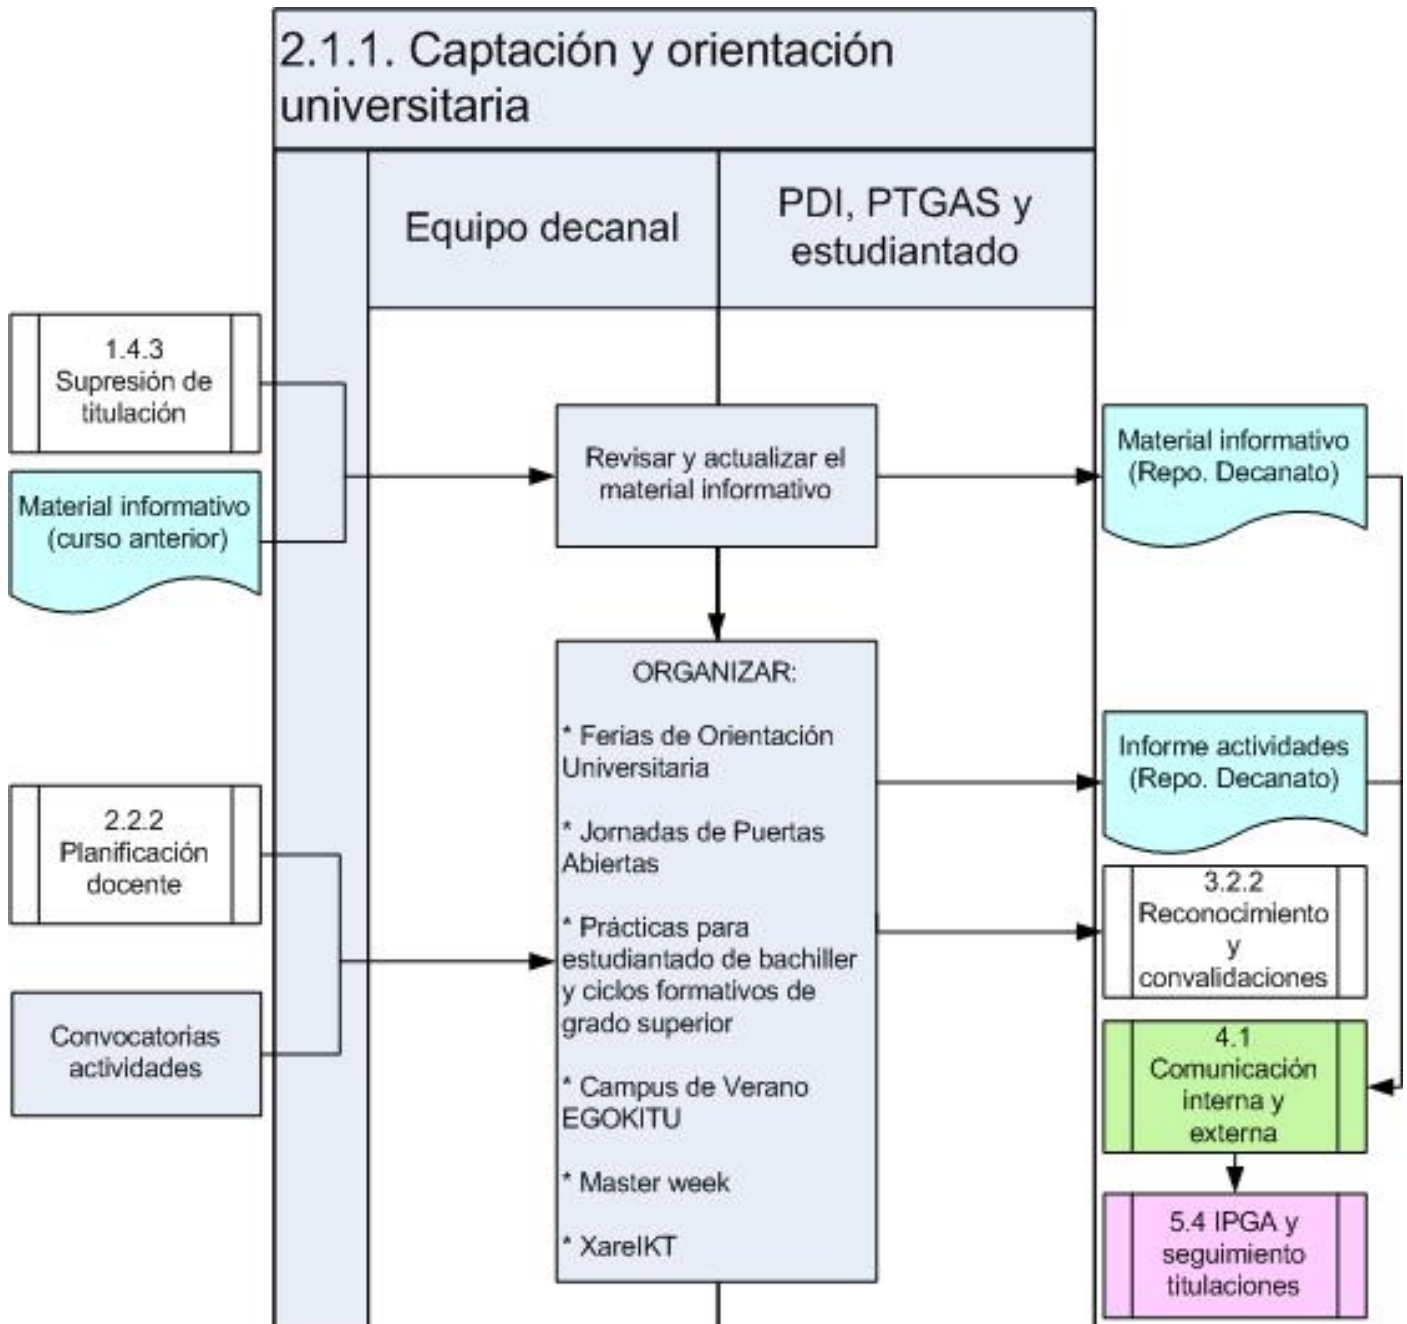 2.1.1. Captación y orientación
universitaria
Equipo decanal
PDI, PTGAS y
estudiantado
1.4.3
Supresión de
titulación
Material informativo
(curso anterior)
Revisar y actualizar el
material informativo
Material informativo
(Repo. Decanato)
2.2.2
Planificación
docente
Convocatorias
actividades
ORGANIZAR:
* Ferias de Orientación
Universitaria
* Jornadas de Puertas
Abiertas
* Prácticas para
estudiantado de bachiller
y ciclos formativos de
grado superior
* Campus de Verano
EGOKITU
* Master week
* XareIKT
Informe actividades
(Repo. Decanato)
3.2.2
Reconocimiento
y
convalidaciones
4.1
Comunicación
interna y
externa
5.4 IPGA y
seguimiento
titulaciones